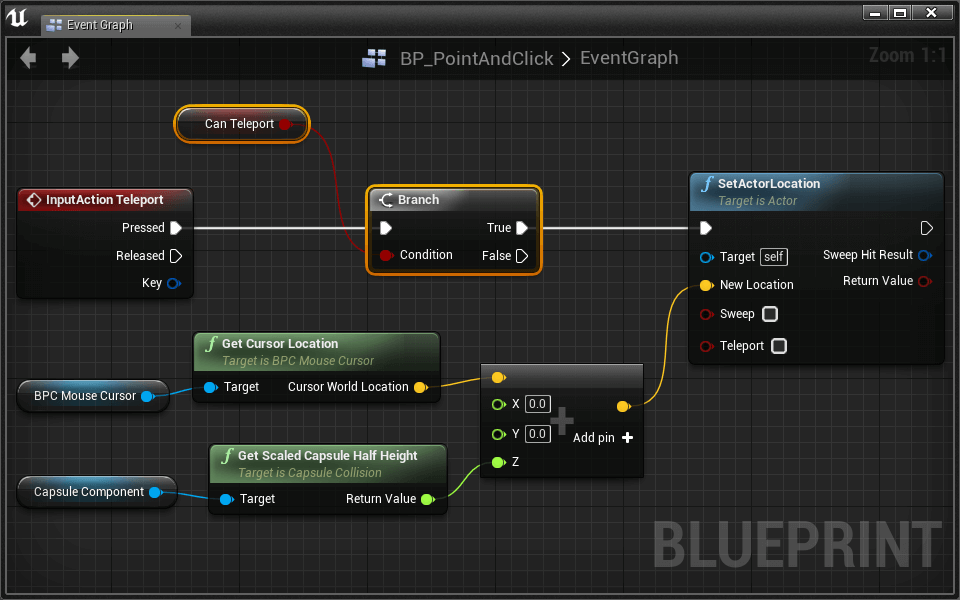 Event Graph
BP_PointAndClick > EventGraph
Zoom 1:1
Can Teleport
InputAction Teleport
Pressed
Released
Key
Branch
True
Condition
False
SetActorLocation
Target is Actor
Target self
Sweep Hit Result
New Location
Return Value
Sweep
Teleport
Get Cursor Location
Target is BPC Mouse Cursor
BPC Mouse Cursor
Target
Cursor World Location
X 0.0
Y 0.0
Add pin +
Z
Get Scaled Capsule Half Height
Target is Capsule Collision
Capsule Component
Target
Return Value
BLUEPRINT